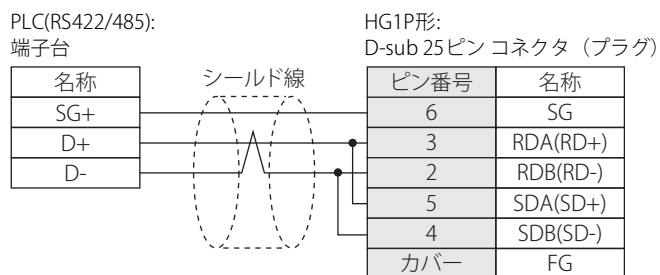 PLC(RS422/485):
端子台
HG1P形:
D-sub 25ピン コネクタ（プラグ）
名称
シールド線
ピン番号
名称
SG+
6
SG
D+
3
RDA(RD+)
D-
2
RDB(RD-)
5
SDA(SD+)
4
SDB(SD-)
カバー
FG